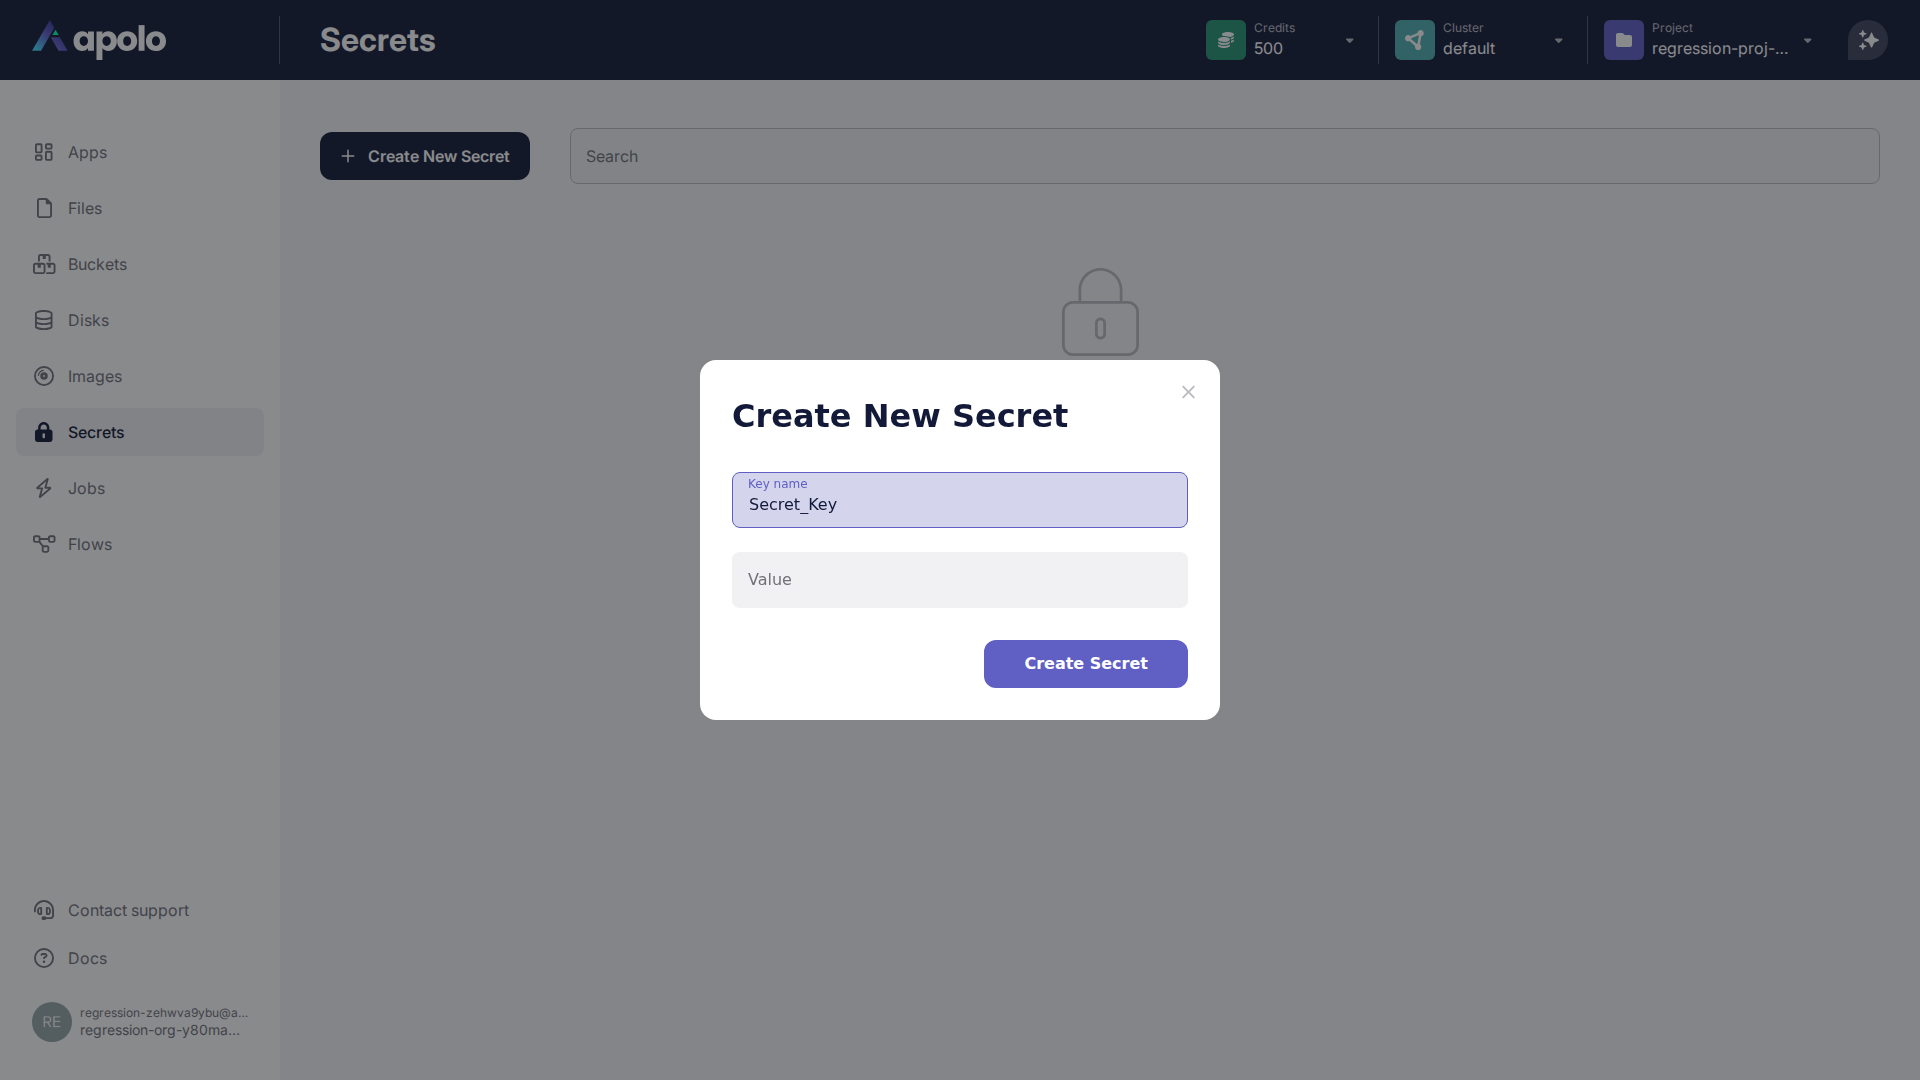 apolo
Secrets
Credits
500
Cluster
default
Project
regression-proj-...
Apps
Files
Buckets
Disks
Images
Secrets
Jobs
Flows
Contact support
Docs
RE
regression-zehwva9ybu@a...
regression-org-y80ma...
Create New Secret
Search
Create New Secret
Key name
Secret_Key
Value
Create Secret